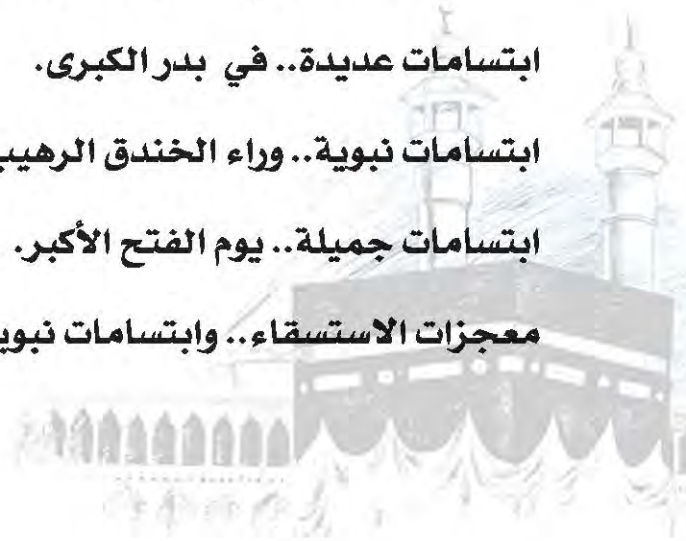 ابتسامات عديدة.. في بدر الكبرى.
ابتسامات نبوية.. وراء الخندق الرهيب
ابتسامات جميلة.. يوم الفتح الأكبر.
معجزات الاستسقاء.. وابتسامات